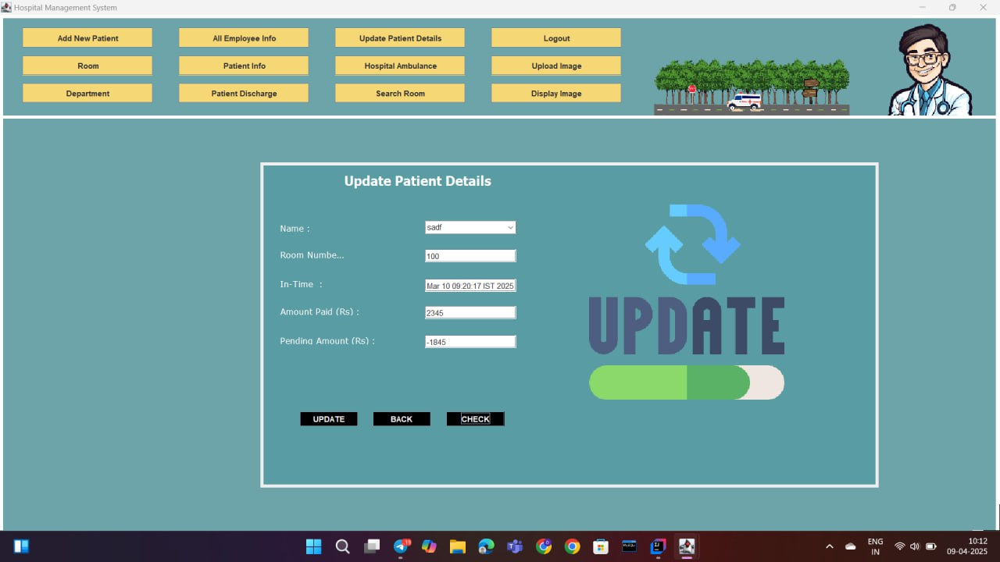 Hospital Management System
Add New Patient All Employee Info Update Patient Details Logout
Room Patient Info Hospital Ambulance Upload Image
Department Patient Discharge Search Room Display Image
Update Patient Details
Name : sadf
Room Numbe... 100
In-Time : Mar 10 09:20:17 IST 2025
Amount Paid (Rs) : 2345
Pending Amount (Rs) : -1845
UPDATE
UPDATE BACK CHECK
19
ENG
IN
10:12
09-04-2025